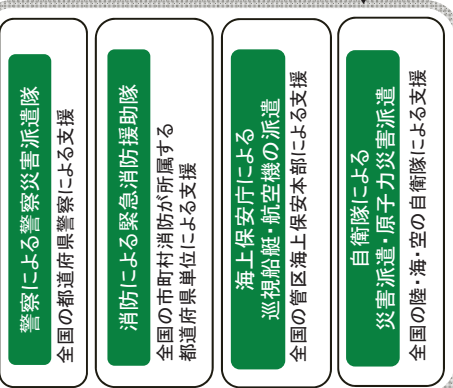 警察による警察災害派遣隊
全国の都道府県警察による支援
消防による緊急消防援助隊
全国の市町村消防が所属する
都道府県単位による支援
海上保安庁による
巡視船艇・航空機の派遣
全国の管区海上保安本部による支援
自衛隊による
災害派遣・原子力災害派遣
全国の陸・海・空の自衛隊による支援